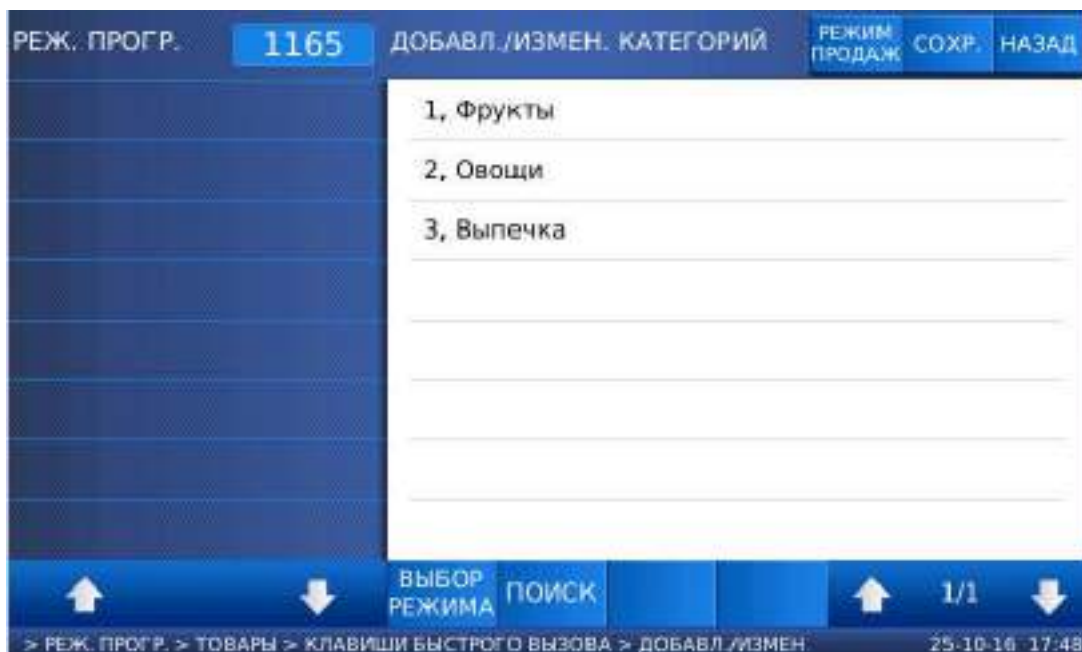 РЕЖ. ПРОГР. 1165 ДОБАВЛ./ИЗМЕН. КАТЕГОРИЙ РЕЖИМ ПРОДАЖ СОХР. НАЗАД
1, Фрукты
2, Овощи
3, Выпечка
ВЫБОР РЕЖИМА ПОИСК 1/1
> РЕЖ. ПРОГР. > ТОВАРЫ > КЛАВИШИ БЫСТРОГО ВЫЗОВА > ДОБАВЛ./ИЗМЕН. 25-10-16 17:48